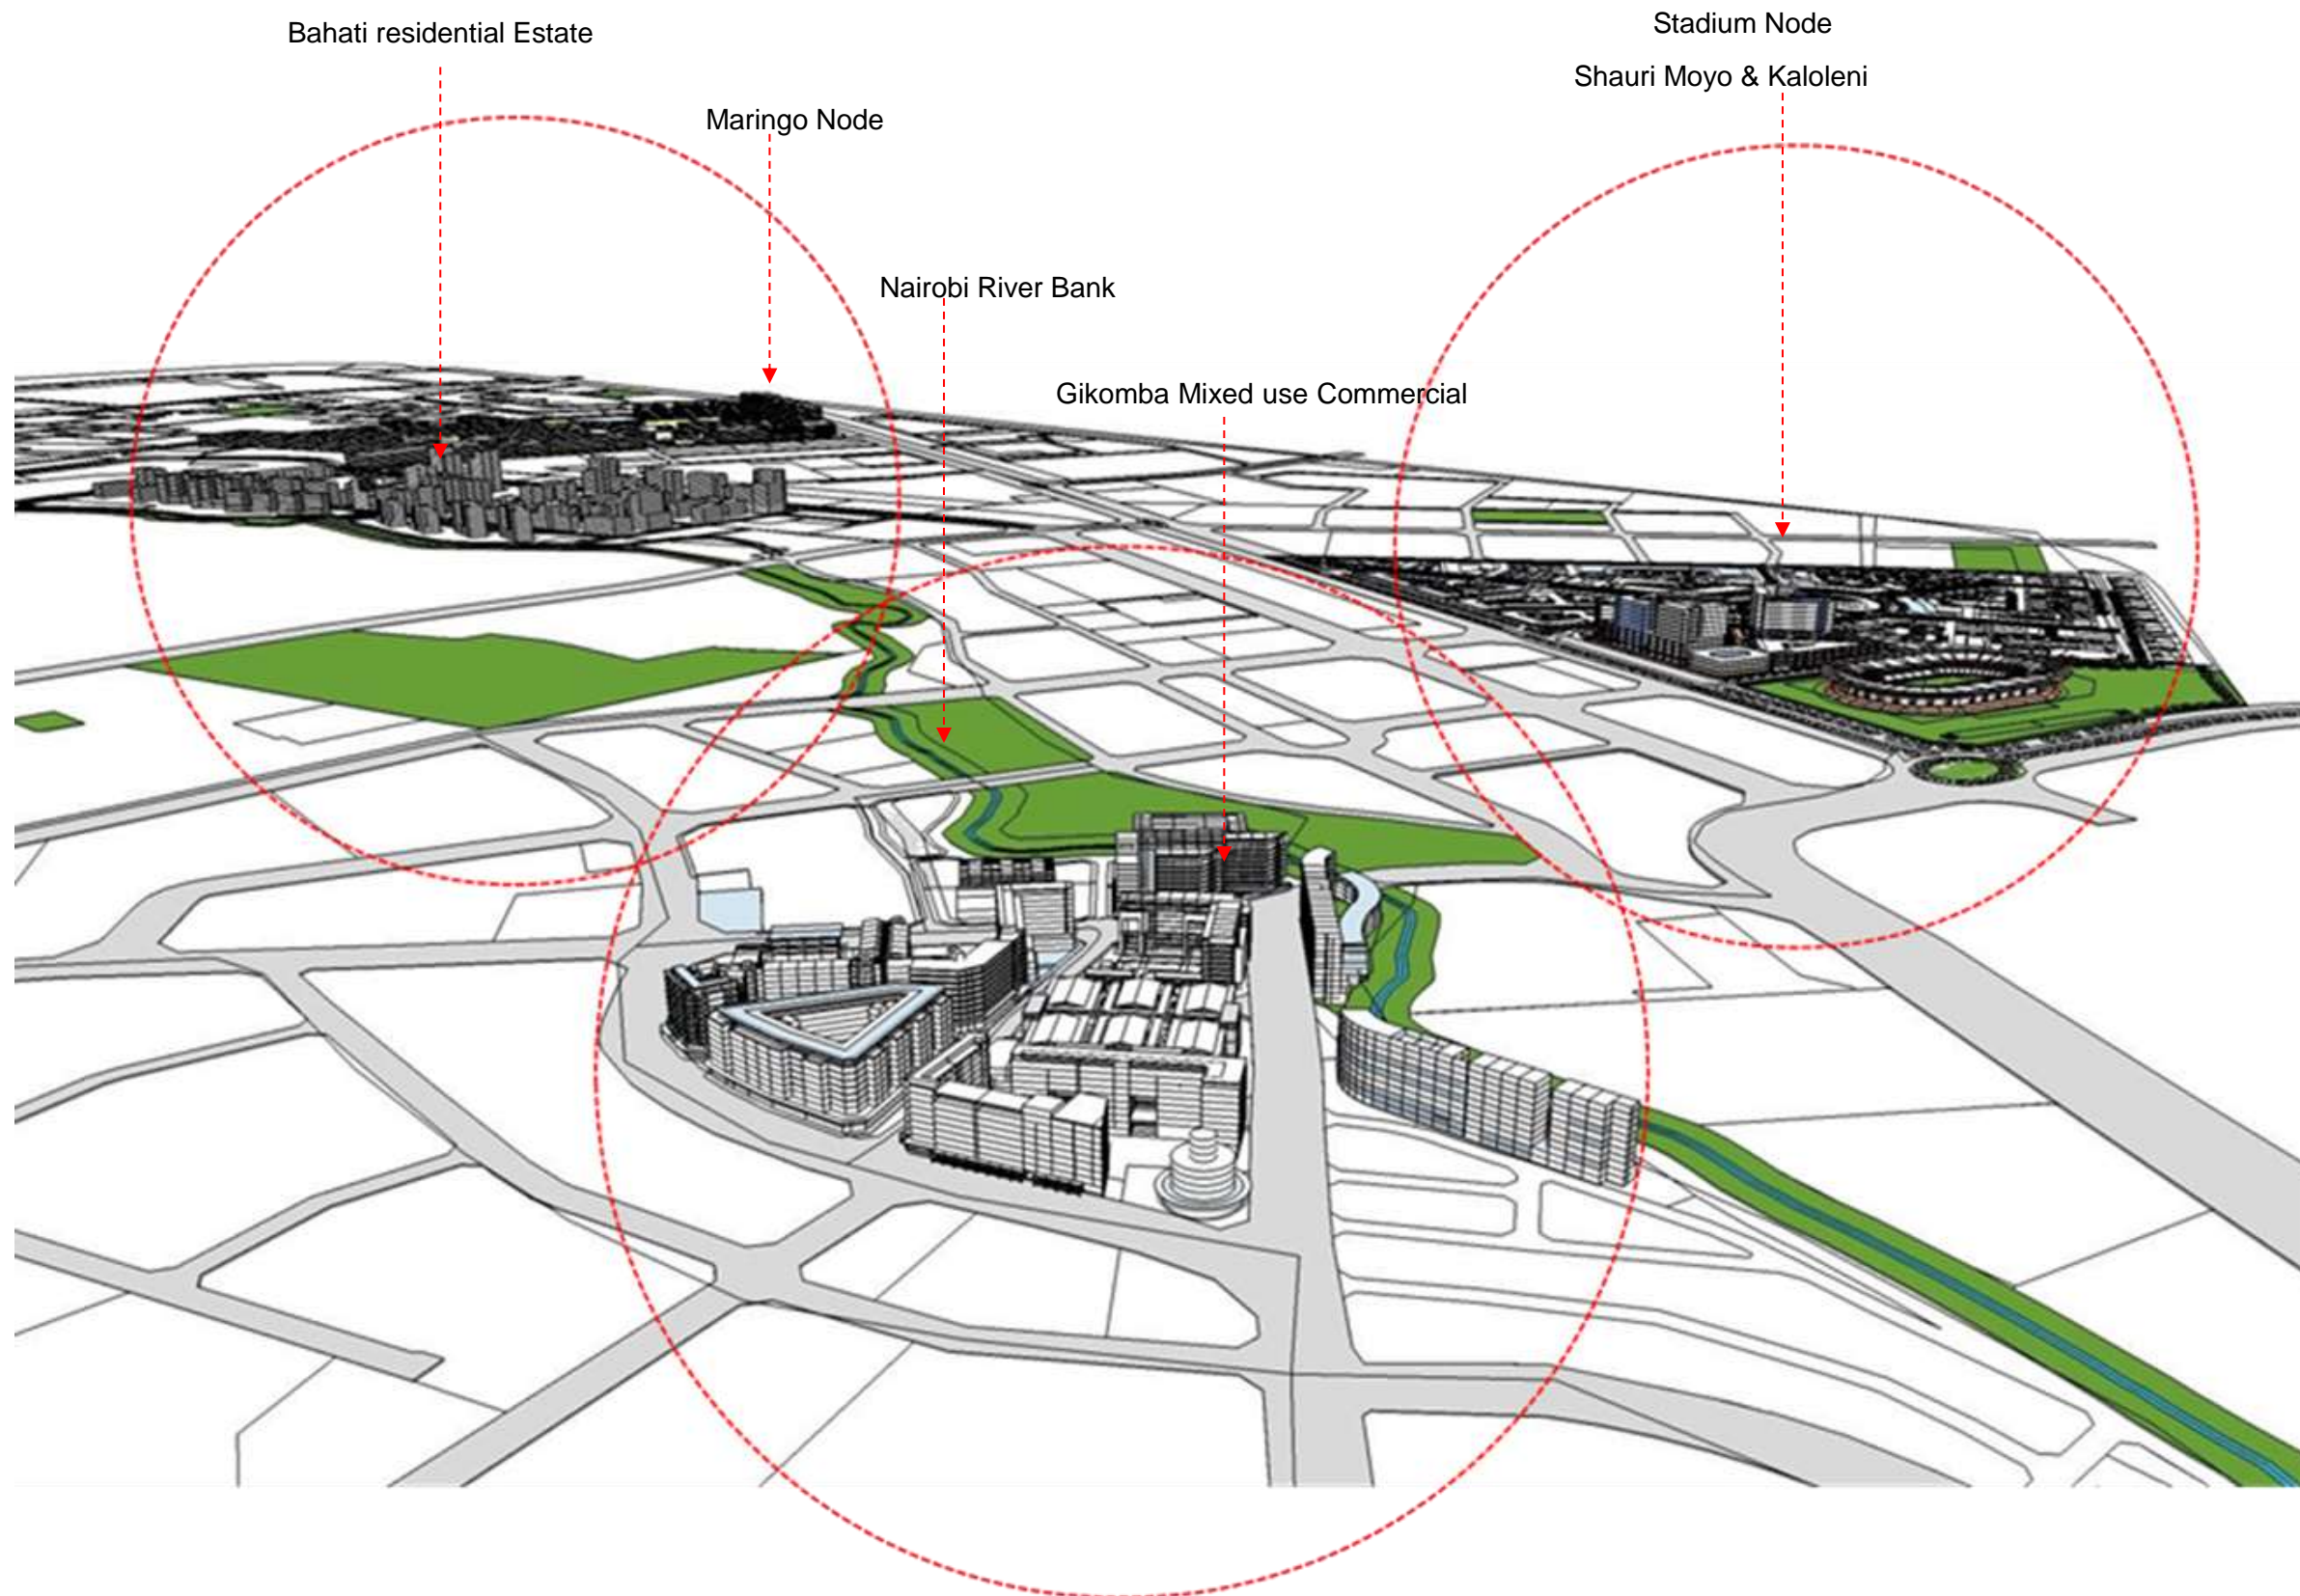 Bahati residential Estate
Stadium Node
Shauri Moyo & Kaloleni
Maringo Node
Nairobi River Bank
Gikomba Mixed use Commercial